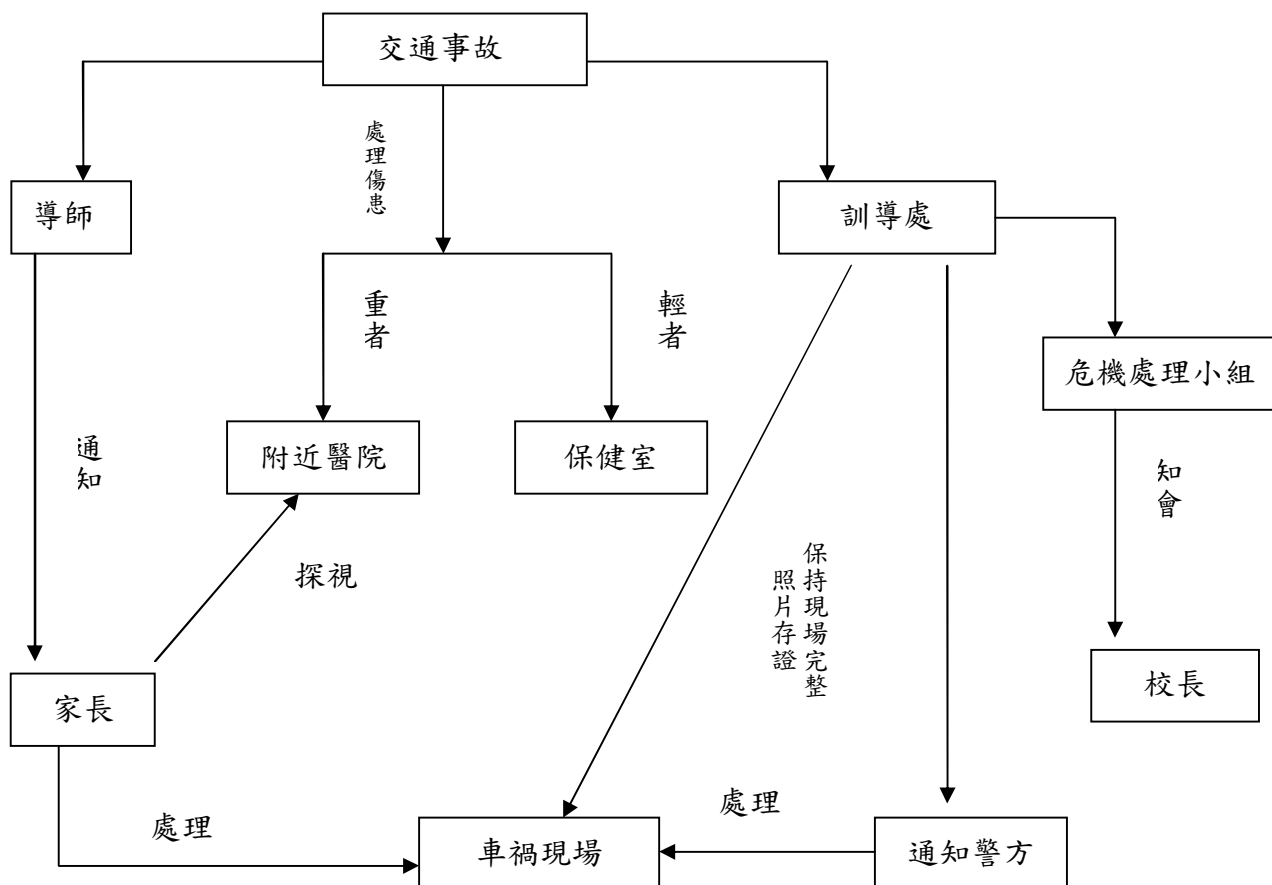 交通事故
處理傷患
導師
訓導處
重者
輕者
危機處理小組
附近醫院
保健室
通知
知會
探視
保持現場完整
照片存證
家長
校長
處理
處理
車禍現場
通知警方